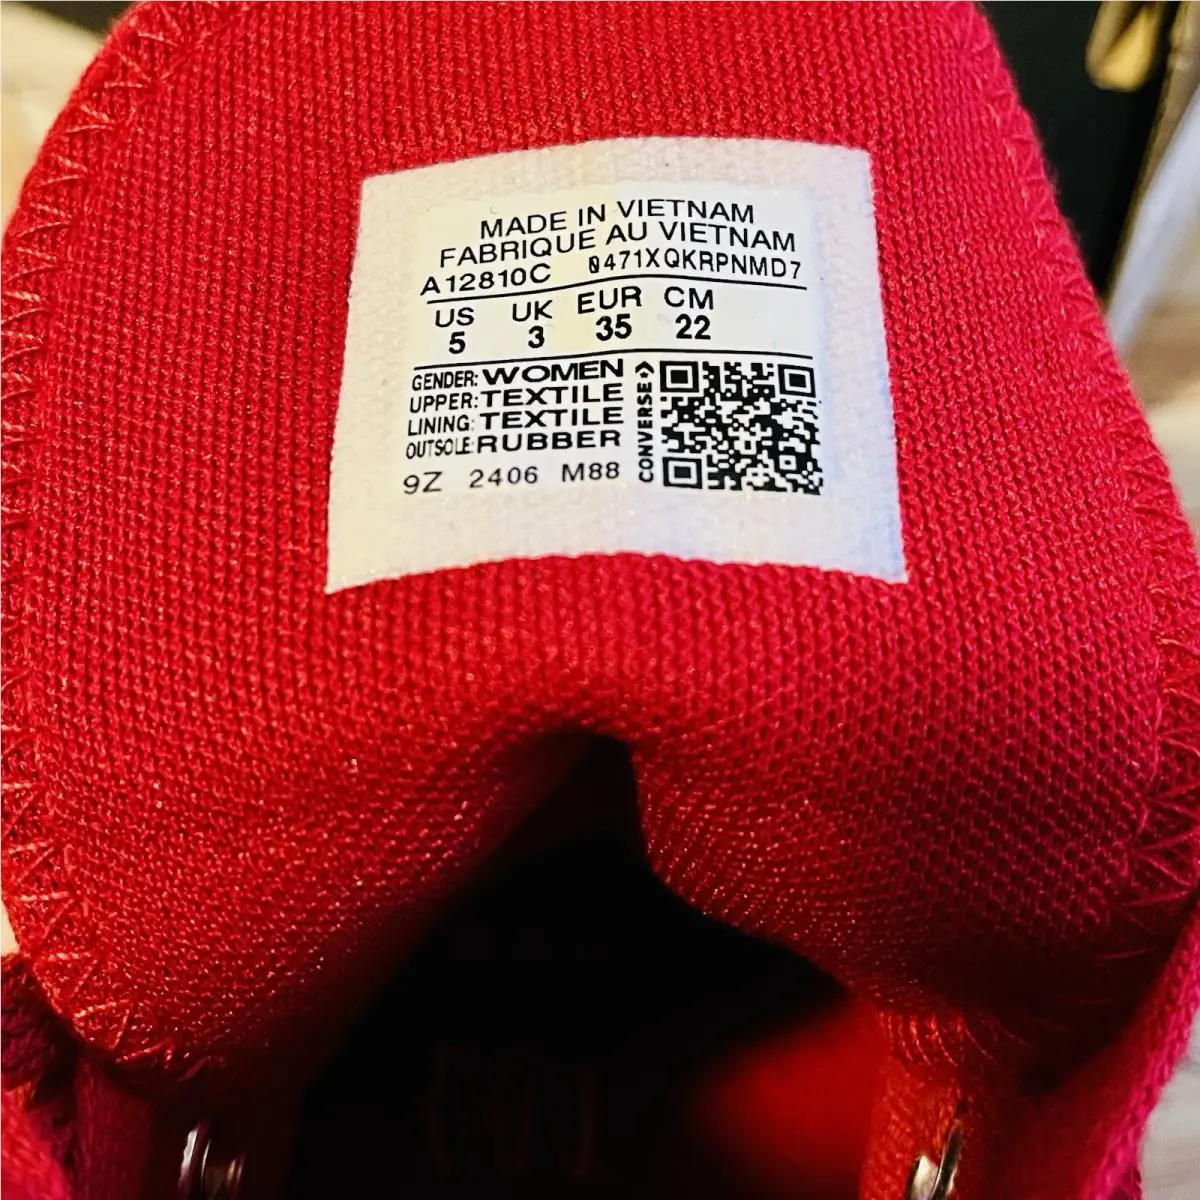 MADE IN VIETNAM
FABRIQUE AU VIETNAM
A12810C 0471XQKRPNMD7
US UK EUR CM
5 3 35 22
GENDER: WOMEN
UPPER: TEXTILE
LINING: TEXTILE
OUTSOLE: RUBBER
9Z 2406 M88
CONVERSE